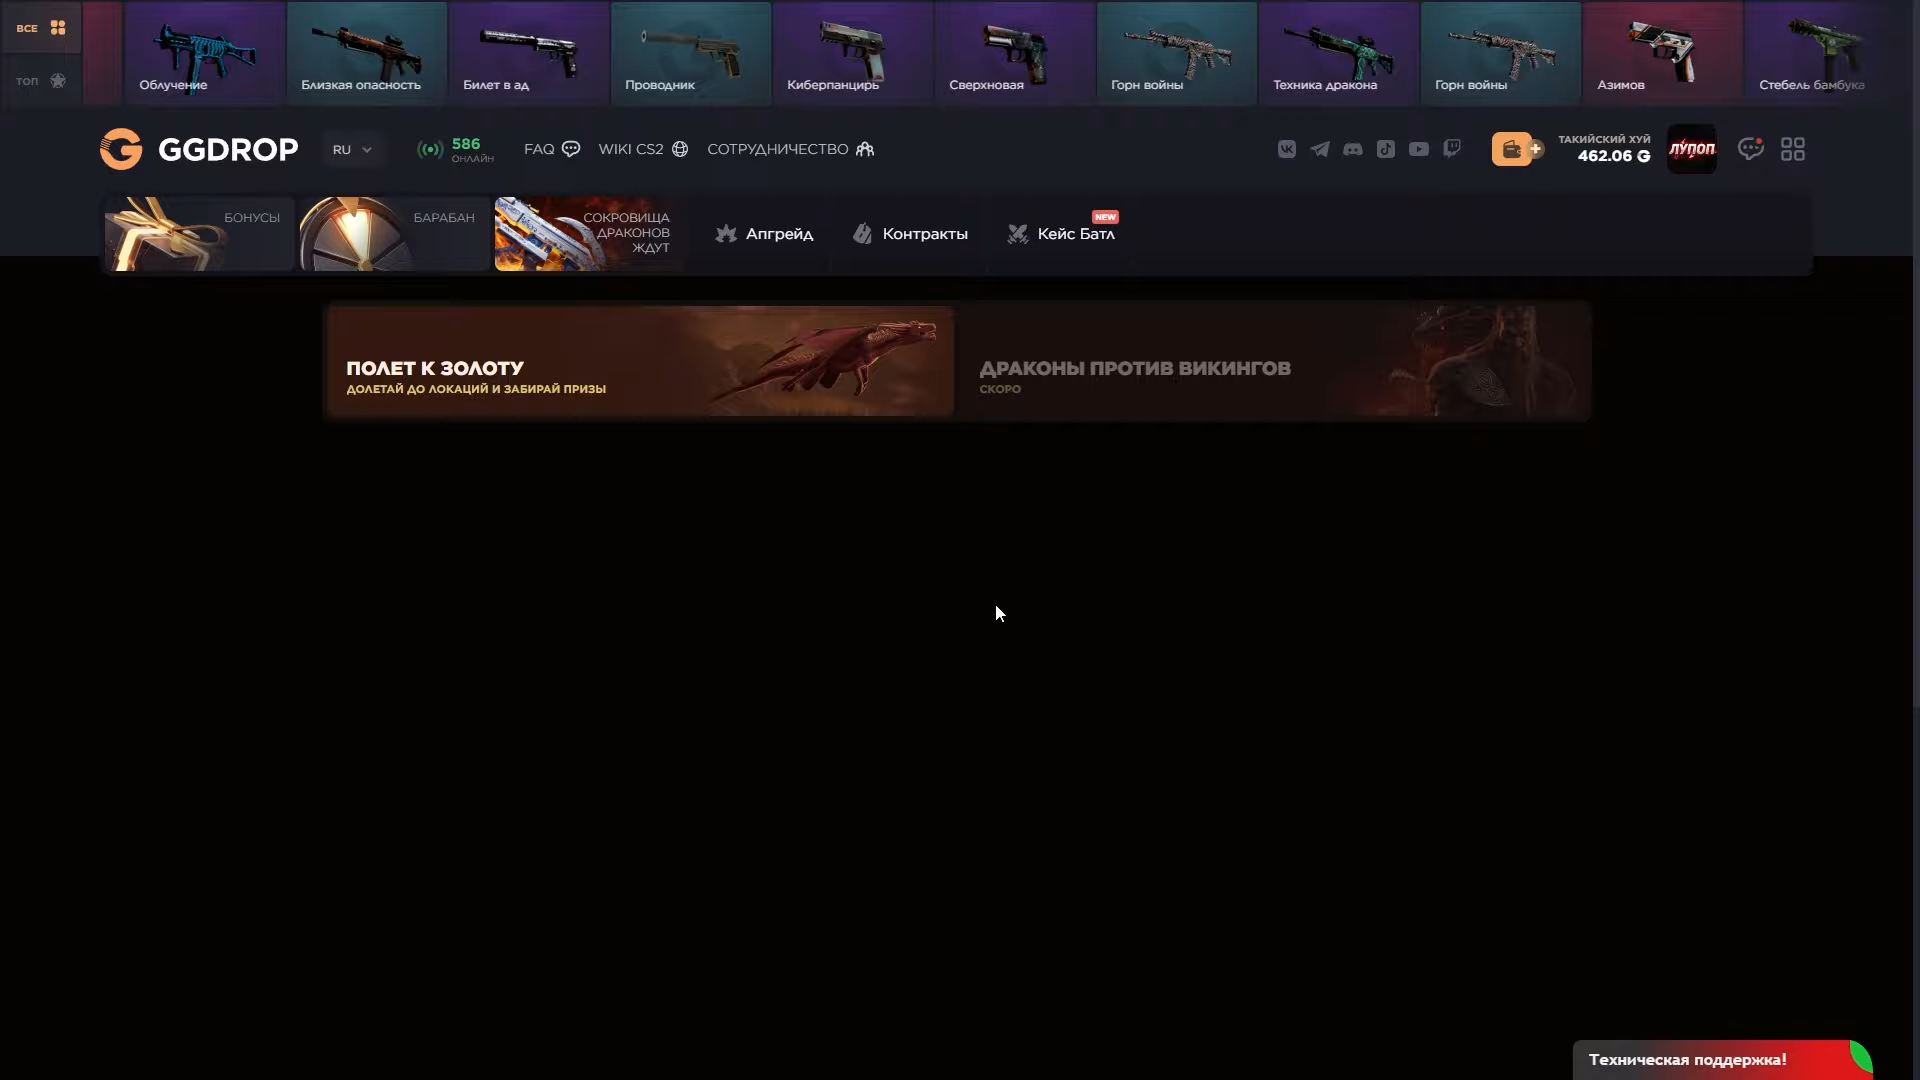 ВСЕ
ТОП
Облучение
Близкая опасность
Билет в ад
Проводник
Киберпанцирь
Сверхновая
Горн войны
Техника дракона
Горн войны
Азимов
Стебель бамбука
GGDROP
RU
586
ОНЛАЙН
FAQ
WIKI CS2
СОТРУДНИЧЕСТВО
ТАКИЙСКИЙ ХУЙ
462.06 G
ЛУПОП
БОНУСЫ
БАРАБАН
СОКРОВИЩА
ДРАКОНОВ
ЖДУТ
Апгрейд
Контракты
Кейс Батл
NEW
ПОЛЕТ К ЗОЛОТУ
ДОЛЕТАЙ ДО ЛОКАЦИЙ И ЗАБИРАЙ ПРИЗЫ
ДРАКОНЫ ПРОТИВ ВИКИНГОВ
СКОРО
Техническая поддержка!